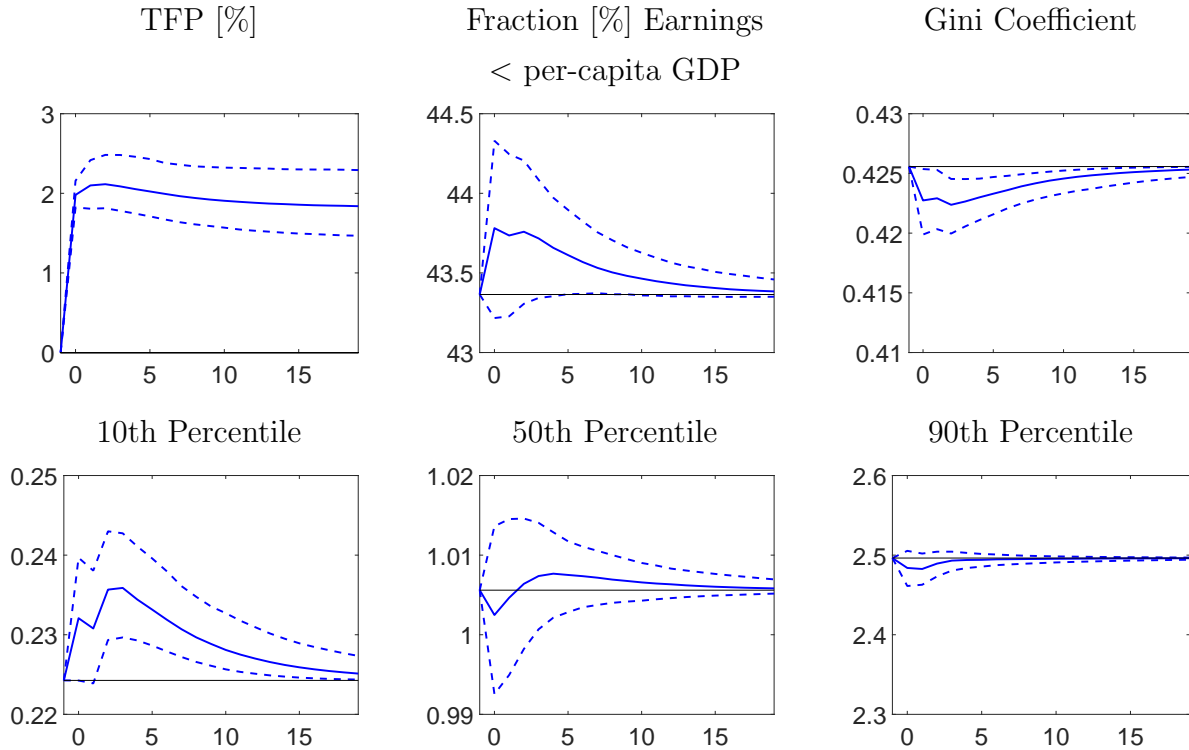 TFP [%]
Fraction [%] Earnings
< per-capita GDP
Gini Coefficient
3
2
1
0
0 5 10 15
44.5
44
43.5
43
0 5 10 15
0.43
0.425
0.42
0.415
0.41
0 5 10 15
10th Percentile
50th Percentile
90th Percentile
0.25
0.24
0.23
0.22
0 5 10 15
1.02
1.01
1
0.99
0 5 10 15
2.6
2.5
2.4
2.3
0 5 10 15